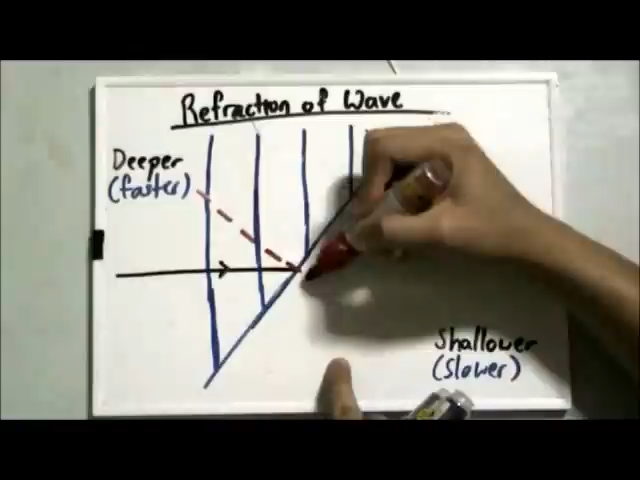 Refraction of Wave
Deeper
(faster)
Shallower
(slower)